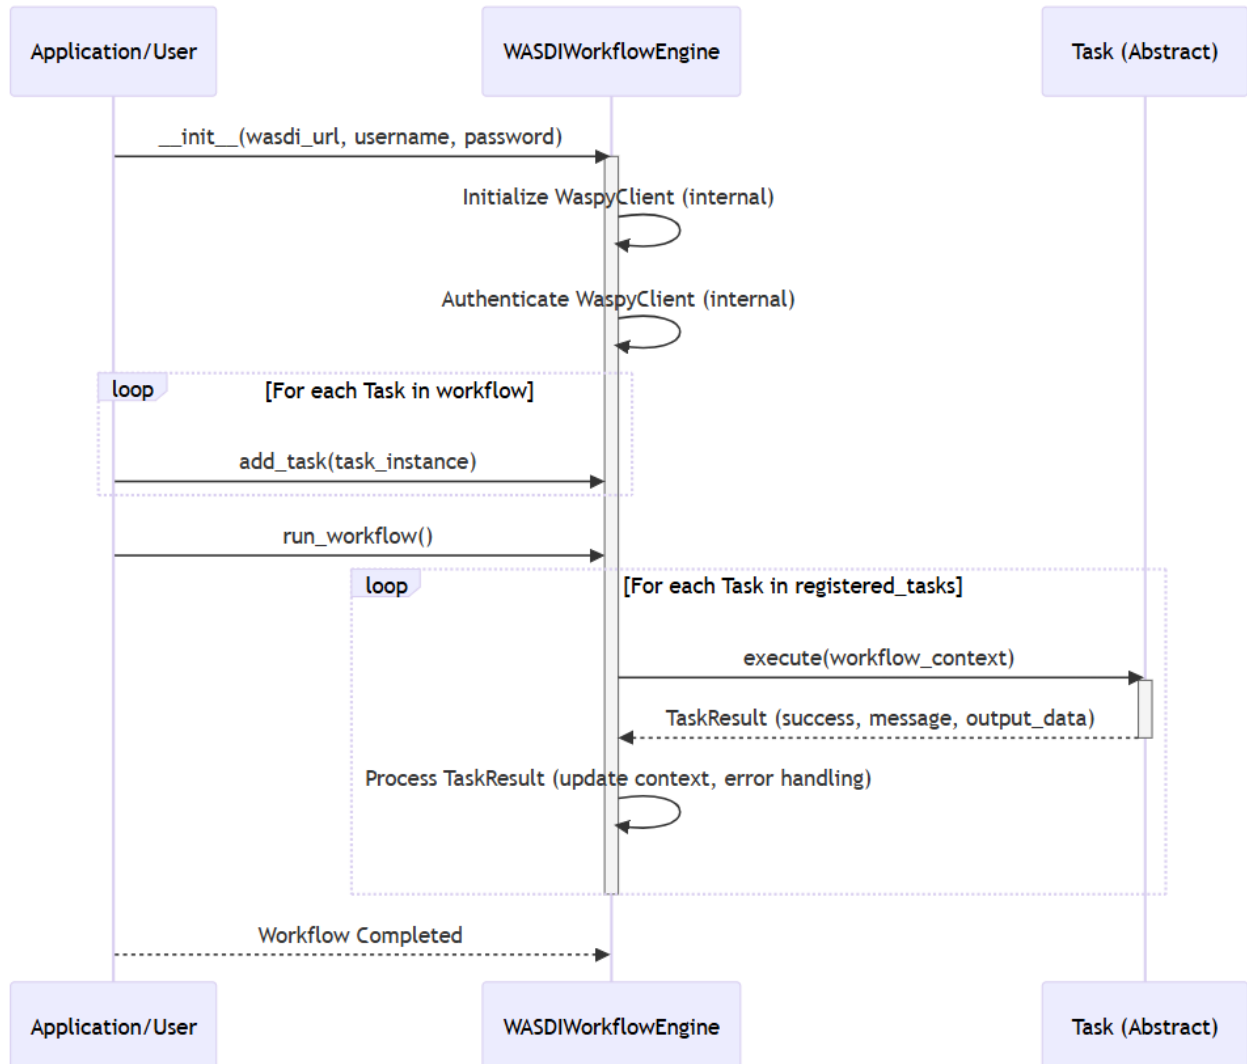 Application/User
WASDIWorkflowEngine
Task (Abstract)
__init__(wasdi_url, username, password)
Initialize WaspyClient (internal)
Authenticate WaspyClient (internal)
loop
[For each Task in workflow]
add_task(task_instance)
run_workflow()
loop
[For each Task in registered_tasks]
execute(workflow_context)
TaskResult (success, message, output_data)
Process TaskResult (update context, error handling)
Workflow Completed
Application/User
WASDIWorkflowEngine
Task (Abstract)